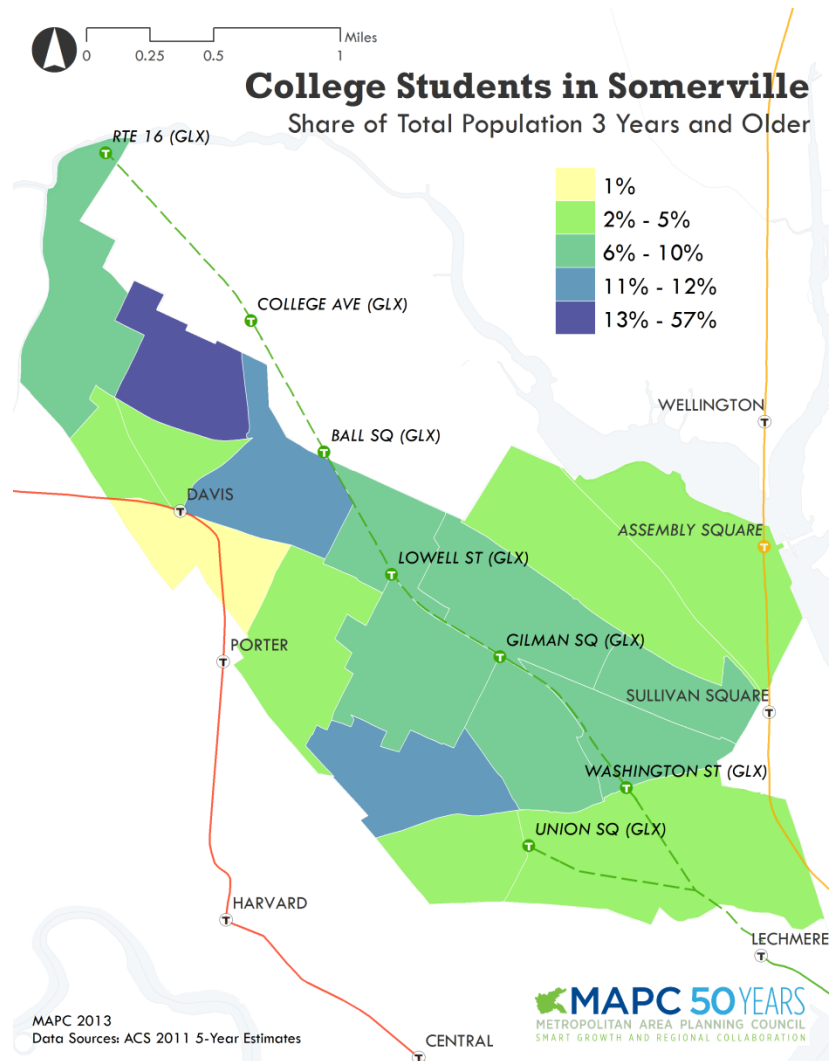 Miles
0 0.25 0.5 1
College Students in Somerville
Share of Total Population 3 Years and Older
RTE 16 (GLX)
1%
2% - 5%
6% - 10%
11% - 12%
13% - 57%
COLLEGE AVE (GLX)
WELLINGTON
BALL SQ (GLX)
DAVIS
ASSEMBLY SQUARE
LOWELL ST (GLX)
PORTER
GILMAN SQ (GLX)
SULLIVAN SQUARE
WASHINGTON ST (GLX)
UNION SQ (GLX)
HARVARD
LECHMERE
MAPC 50 YEARS
METROPOLITAN AREA PLANNING COUNCIL
SMART GROWTH AND REGIONAL COLLABORATION
MAPC 2013
Data Sources: ACS 2011 5-Year Estimates
CENTRAL